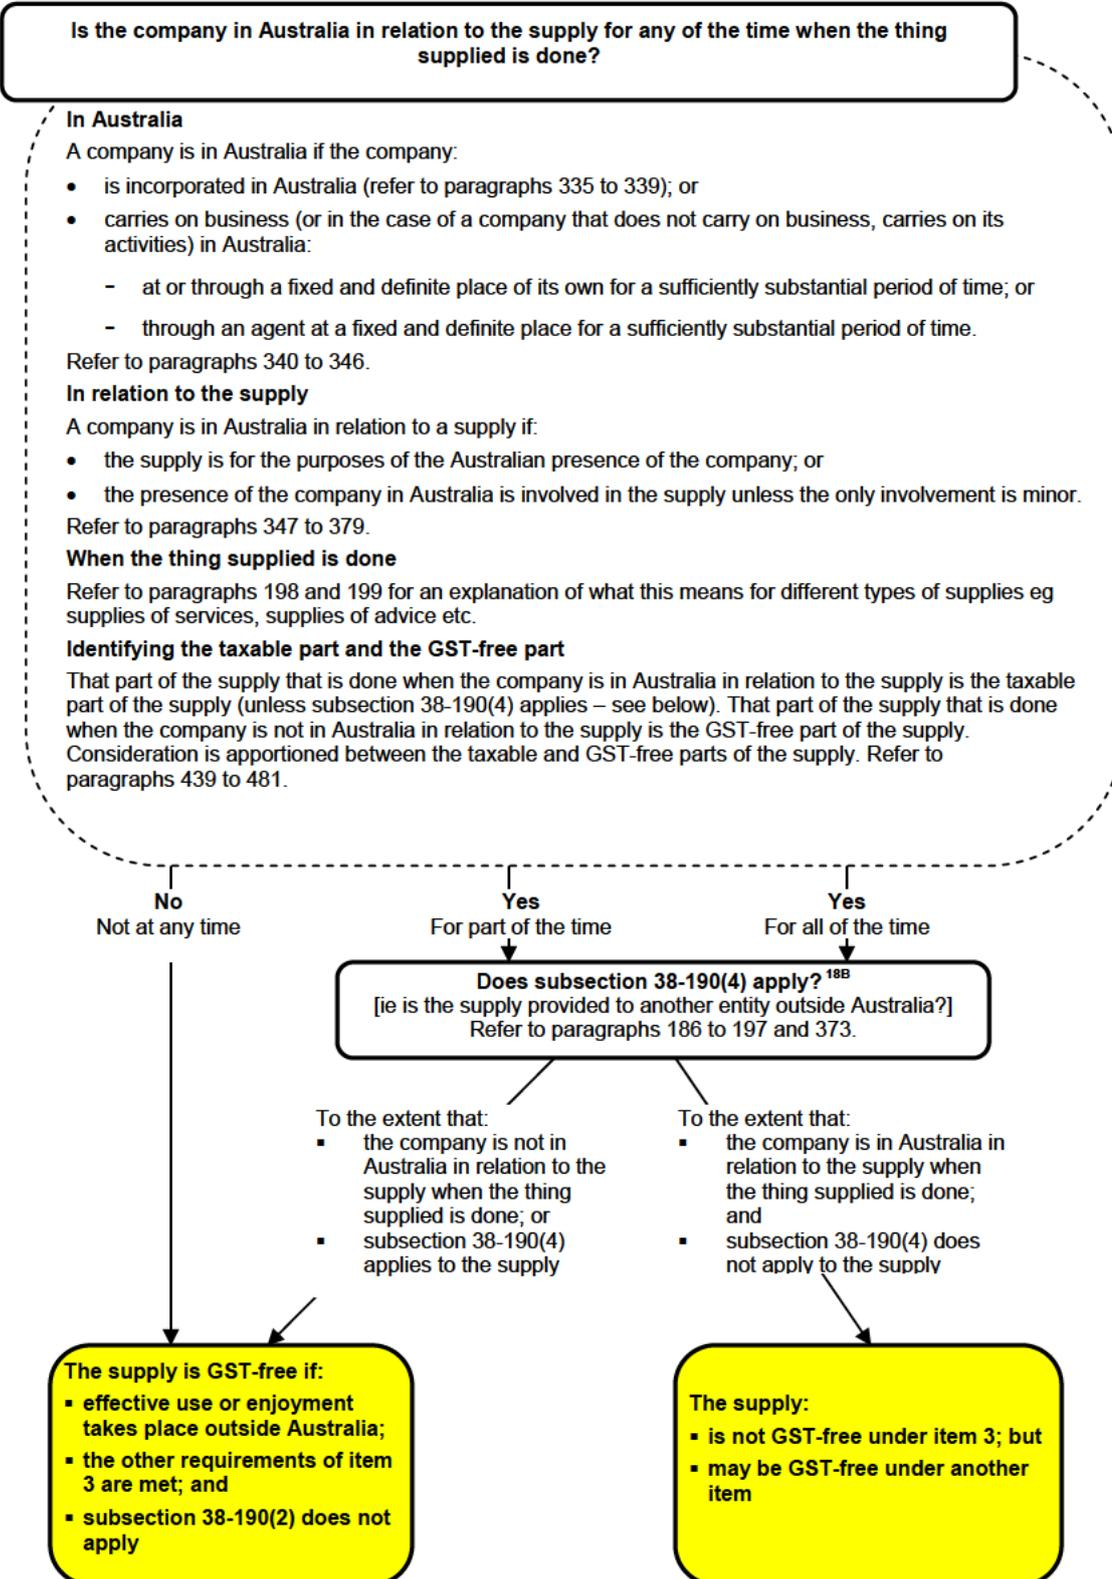 Is the company in Australia in relation to the supply for any of the time when the thing
supplied is done?
In Australia
A company is in Australia if the company:
• is incorporated in Australia (refer to paragraphs 335 to 339); or
• carries on business (or in the case of a company that does not carry on business, carries on its
activities) in Australia:
- at or through a fixed and definite place of its own for a sufficiently substantial period of time; or
- through an agent at a fixed and definite place for a sufficiently substantial period of time.
Refer to paragraphs 340 to 346.
In relation to the supply
A company is in Australia in relation to a supply if:
• the supply is for the purposes of the Australian presence of the company; or
• the presence of the company in Australia is involved in the supply unless the only involvement is minor.
Refer to paragraphs 347 to 379.
When the thing supplied is done
Refer to paragraphs 198 and 199 for an explanation of what this means for different types of supplies eg
supplies of services, supplies of advice etc.
Identifying the taxable part and the GST-free part
That part of the supply that is done when the company is in Australia in relation to the supply is the taxable
part of the supply (unless subsection 38-190(4) applies – see below). That part of the supply that is done
when the company is not in Australia in relation to the supply is the GST-free part of the supply.
Consideration is apportioned between the taxable and GST-free parts of the supply. Refer to
paragraphs 439 to 481.
No
Not at any time
Yes
For part of the time
Yes
For all of the time
Does subsection 38-190(4) apply? 18B
[ie is the supply provided to another entity outside Australia?]
Refer to paragraphs 186 to 197 and 373.
To the extent that:
▪ the company is not in
Australia in relation to the
supply when the thing
supplied is done; or
▪ subsection 38-190(4)
applies to the supply
To the extent that:
▪ the company is in Australia in
relation to the supply when
the thing supplied is done;
and
▪ subsection 38-190(4) does
not apply to the supply
The supply is GST-free if:
▪ effective use or enjoyment
takes place outside Australia;
▪ the other requirements of item
3 are met; and
▪ subsection 38-190(2) does not
apply
The supply:
▪ is not GST-free under item 3; but
▪ may be GST-free under another
item